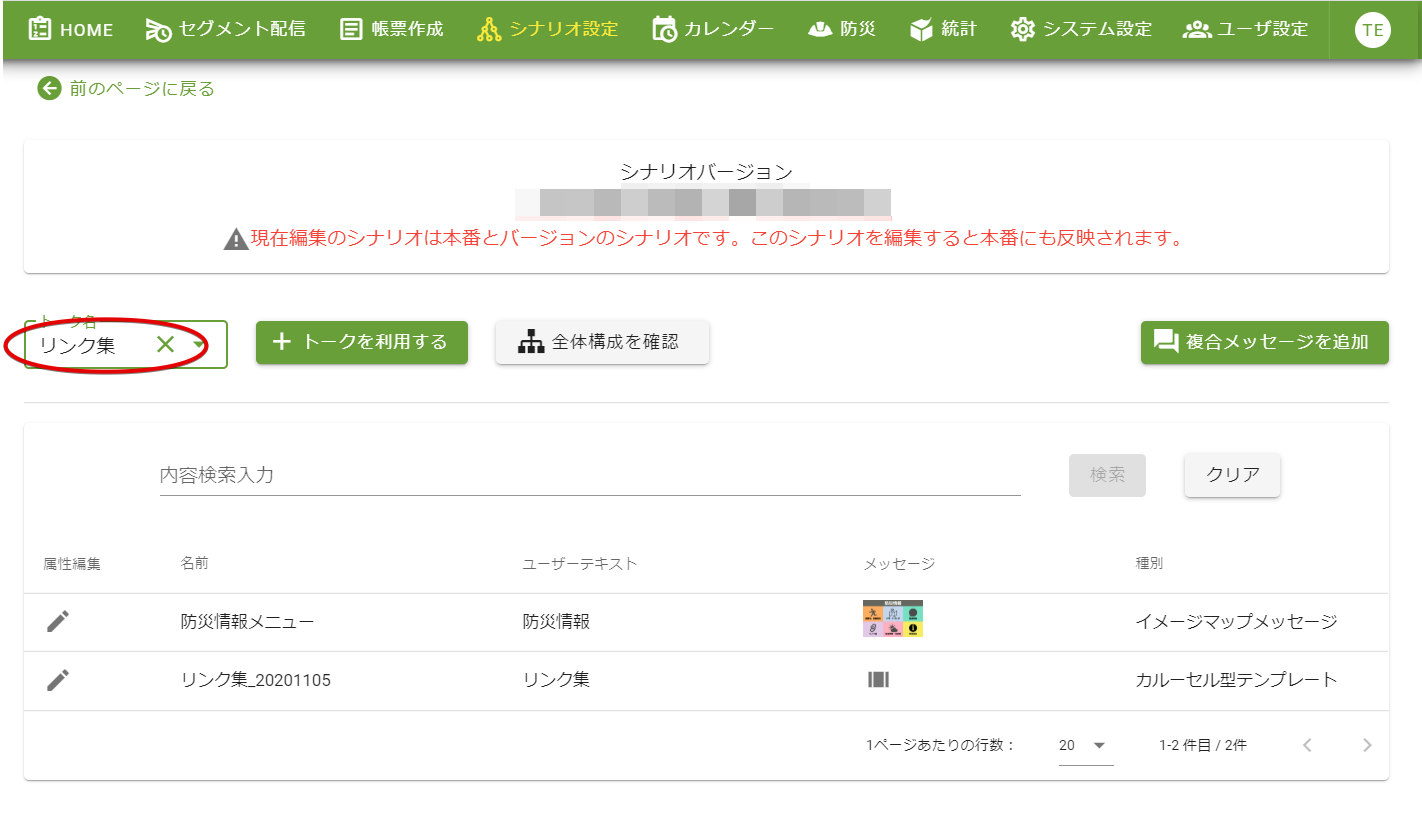 HOME セグメント配信 帳票作成 シナリオ設定 カレンダー 防災 統計 システム設定 ユーザ設定 TE
前のページに戻る
シナリオバージョン
現在編集のシナリオは本番とバージョンのシナリオです。このシナリオを編集すると本番にも反映されます。
トーク名
リンク集 トークを利用する 全体構成を確認 複合メッセージを追加
内容検索入力 検索 クリア
属性編集 名前 ユーザーテキスト メッセージ 種別
防災情報メニュー 防災情報 イメージマップメッセージ
リンク集_20201105 リンク集 カルーセル型テンプレート
1ページあたりの行数： 20 1-2 件目 / 2件